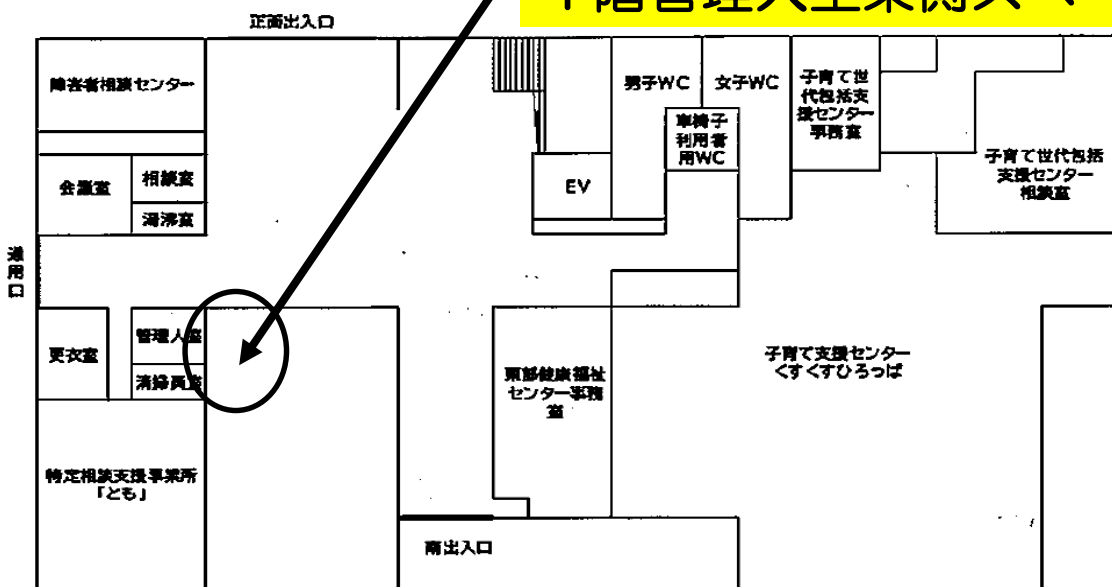 1階管理人室東側スペ
正面出入口
障害者相談センター
会議室
相談室
湯沸室
通用口
更衣室
管理人室
清掃員室
特定相談支援事業所
「とも」
男子WC
女子WC
車椅子
利用者
用WC
EV
子育て世
代包括支
援センター
事務室
子育て世代包括
支援センター
相談室
東部健康福祉
センター事務
室
子育て支援センター
くすくすひろっぱ
南出入口